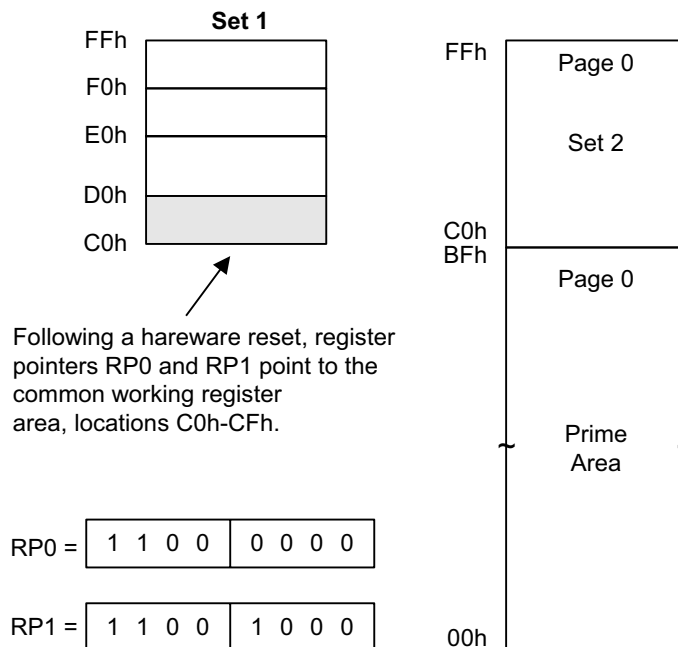 Set 1
FFh
F0h
E0h
D0h
C0h
Following a hareware reset, register
pointers RP0 and RP1 point to the
common working register
area, locations C0h-CFh.
RP0 = 1 1 0 0 0 0 0 0
RP1 = 1 1 0 0 1 0 0 0
FFh
Page 0
Set 2
C0h
BFh
Page 0
~ ~
Prime
Area
00h